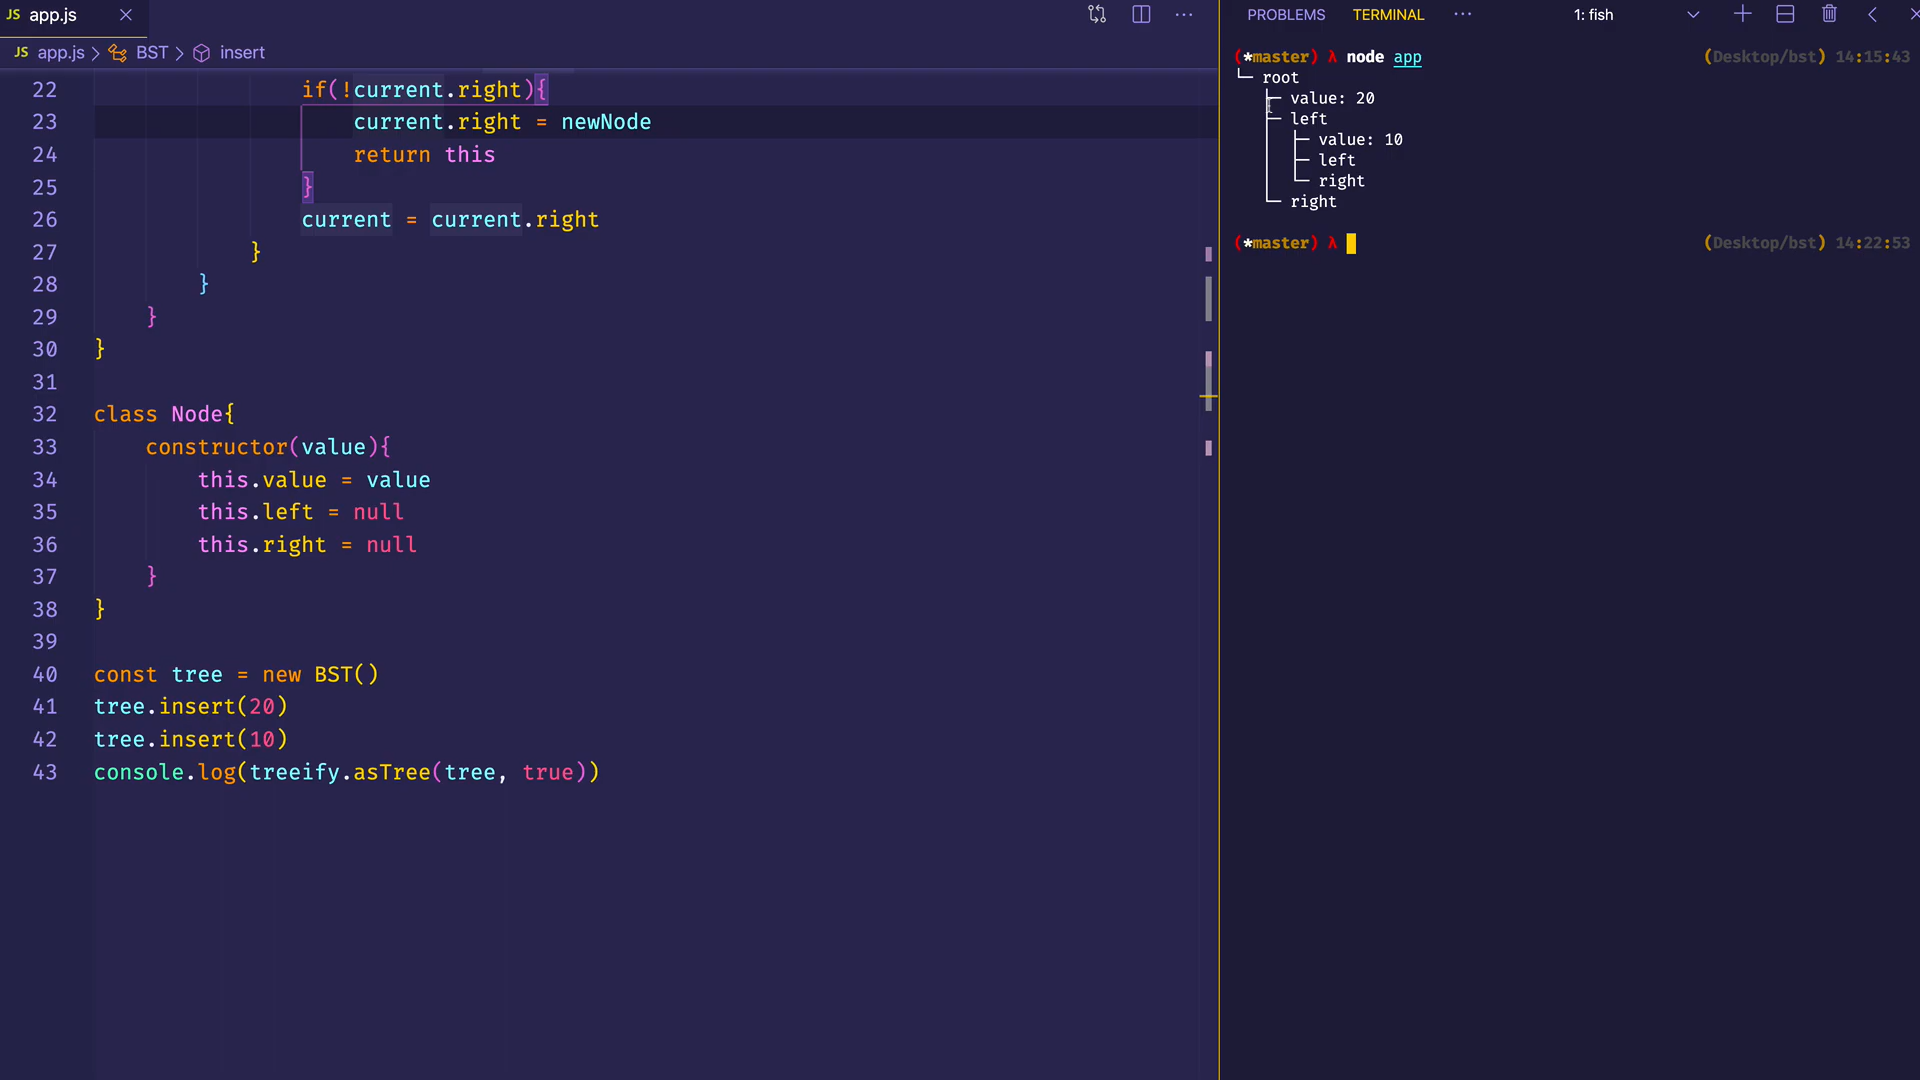 JS app.js ×
JS app.js > BST > insert
22 if(!current.right){
23 current.right = newNode
24 return this
25 }
26 current = current.right
27 }
28 }
29 }
30 }
31
32 class Node{
33 constructor(value){
34 this.value = value
35 this.left = null
36 this.right = null
37 }
38 }
39
40 const tree = new BST()
41 tree.insert(20)
42 tree.insert(10)
43 console.log(treeify.asTree(tree, true))
PROBLEMS TERMINAL ··· 1: fish
(*master) λ node app (Desktop/bst) 14:15:43
└─ root
├─ value: 20
├─ left
│ ├─ value: 10
│ ├─ left
│ └─ right
└─ right
(*master) λ (Desktop/bst) 14:22:53